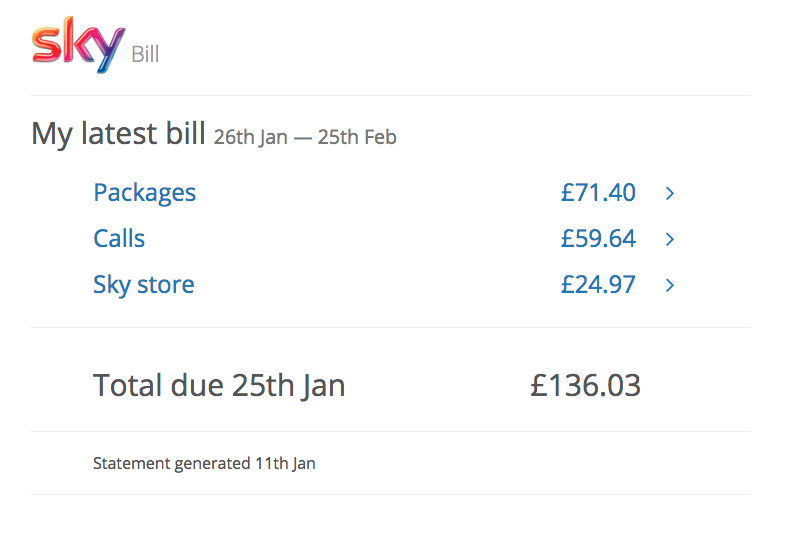 sky Bill
My latest bill 26th Jan — 25th Feb
Packages £71.40 >
Calls £59.64 >
Sky store £24.97 >
Total due 25th Jan £136.03
Statement generated 11th Jan